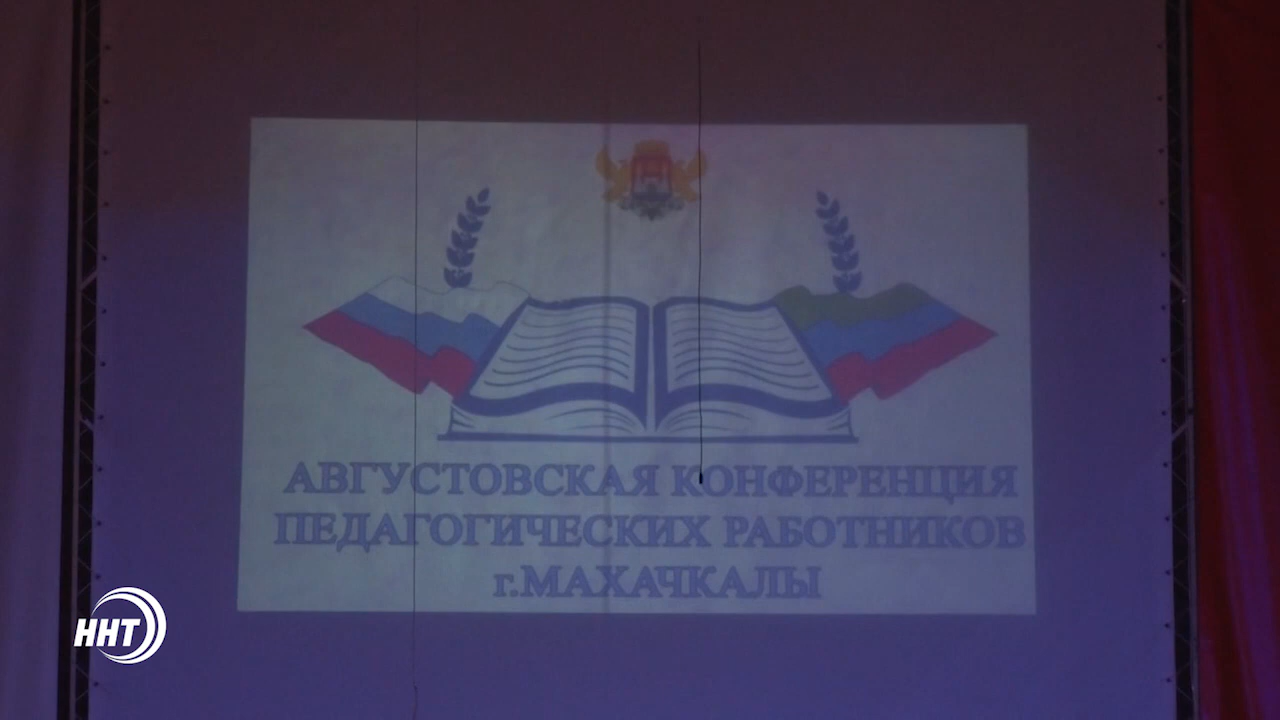 АВГУСТОВСКАЯ КОНФЕРЕНЦИЯ
ПЕДАГОГИЧЕСКИХ РАБОТНИКОВ
г.МАХАЧКАЛЫ
ННТ